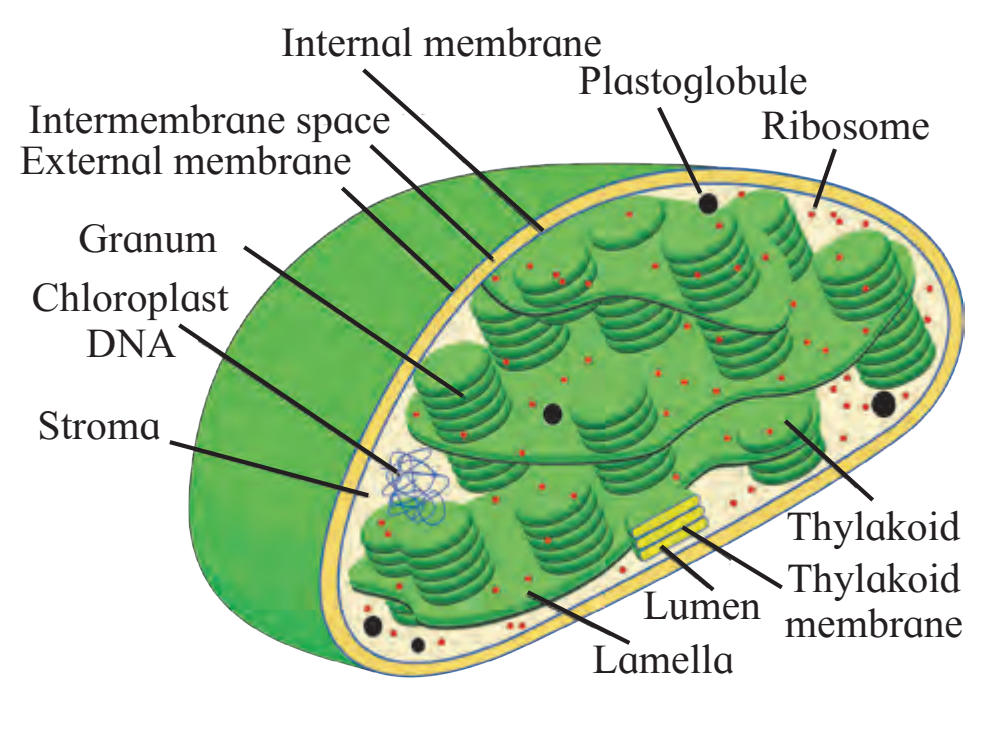 Internal membrane
Plastoglobule
Ribosome
Intermembrane space
External membrane
Granum
Chloroplast
DNA
Stroma
Thylakoid
Thylakoid
membrane
Lumen
Lamella